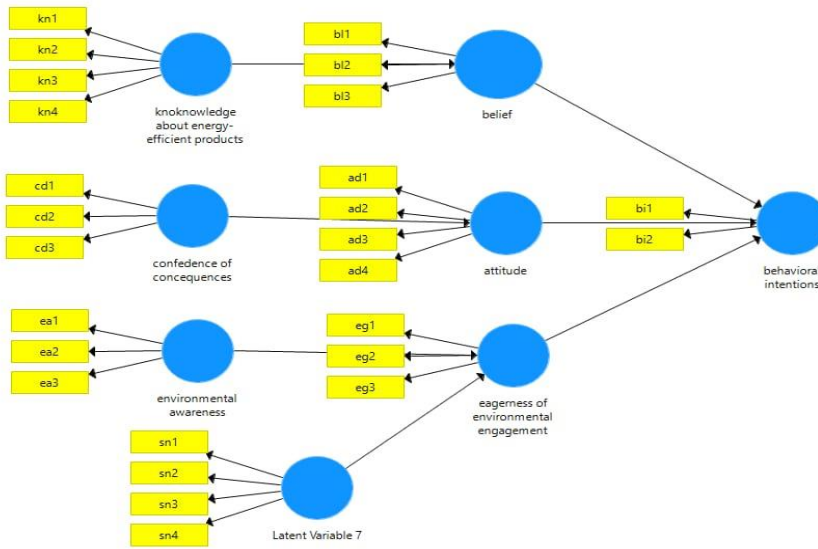 kn1
kn2
kn3
kn4
knoknowledge
about energy-
efficient products
bl1
bl2
bl3
belief
cd1
cd2
cd3
confedence of
concequences
ad1
ad2
ad3
ad4
attitude
bi1
bi2
behavioral
intentions
ea1
ea2
ea3
environmental
awareness
eg1
eg2
eg3
eagerness of
environmental
engagement
sn1
sn2
sn3
sn4
Latent Variable 7